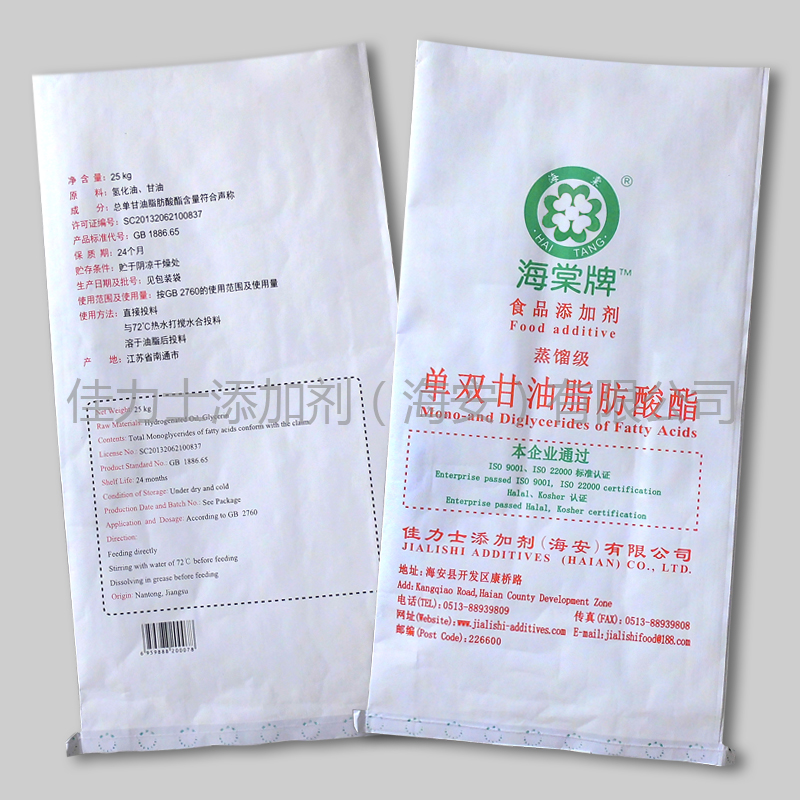 净 含 量：25 kg
原 料：氢化油、甘油
成 分：总单甘油脂肪酸酯含量符合声称
许可证编号：SC20132062100837
产品标准代号：GB 1886.65
保 质 期：24个月
贮存条件：贮于阴凉干燥处
生产日期及批号：见包装袋
使用范围及使用量：按GB 2760的使用范围及使用量
使用方法：直接投料
与72℃热水打搅水合投料
溶于油脂后投料
产 地：江苏省南通市
Net Weight: 25 kg
Raw Materials: Hydrogenated Oil, Glycerin
Contents: Total Monoglycerides of fatty acids conforms with the claims
License No.: SC20132062100837
Product Standard No.: GB 1886.65
Shelf Life: 24 months
Condition of Storage: Under dry and cold
Production Date and Batch No.: See Package
Application and Dosage: According to GB 2760
Direction:
Feeding directly
Stirring with water of 72℃ before feeding
Dissolving in grease before feeding
Origin: Nantong, Jiangsu
6 959888 200078
海棠
®
HAI TANG
海棠牌™
食品添加剂
Food additive
蒸馏级
单双甘油脂肪酸酯
Mono-and Diglycerides of Fatty Acids
本企业通过
ISO 9001、ISO 22000 标准认证
Enterprise passed ISO 9001, ISO 22000 certification
Halal、Kosher 认证
Enterprise passed Halal, Kosher certification
佳力士添加剂(海安)有限公司
JIALISHI ADDITIVES (HAIAN) CO., LTD.
地址: 海安县开发区康桥路
Add: Kangqiao Road, Haian County Development Zone
电话(TEL): 0513-88939809 传真(FAX): 0513-88939808
网址(Website): www.jialishi-additives.com E-mail: jialishifood@188.com
邮编(Post Code): 226600
佳力士添加剂（海安）有限公司